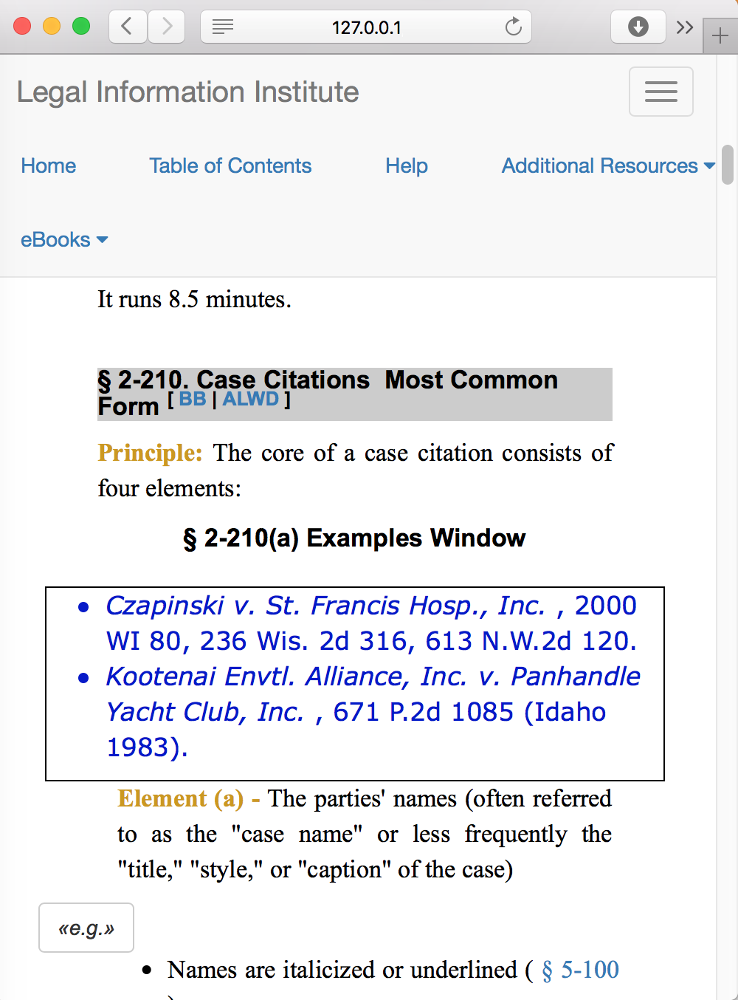 127.0.0.1
Legal Information Institute
Home Table of Contents Help Additional Resources
eBooks
It runs 8.5 minutes.
§ 2-210. Case Citations  Most Common
Form [ BB | ALWD ]
Principle: The core of a case citation consists of
four elements:
§ 2-210(a) Examples Window
• Czapinski v. St. Francis Hosp., Inc. , 2000
WI 80, 236 Wis. 2d 316, 613 N.W.2d 120.
• Kootenai Envtl. Alliance, Inc. v. Panhandle
Yacht Club, Inc. , 671 P.2d 1085 (Idaho
1983).
Element (a) - The parties' names (often referred
to as the "case name" or less frequently the
"title," "style," or "caption" of the case)
«e.g.»
• Names are italicized or underlined ( § 5-100